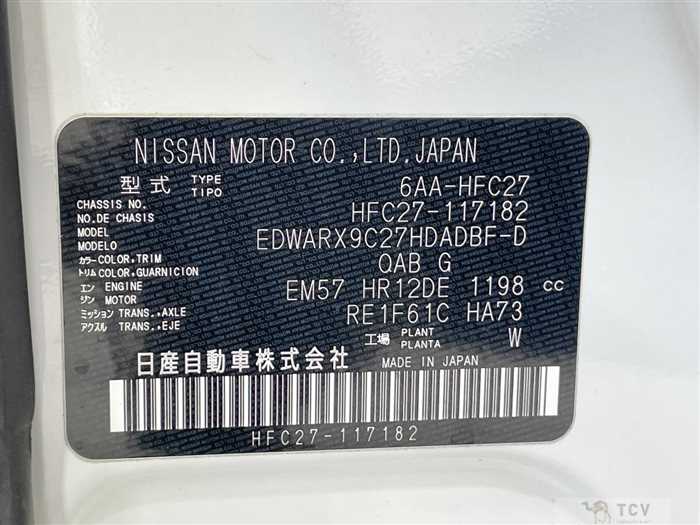 NISSAN MOTOR CO.,LTD.JAPAN
型式 TYPE TIPO 6AA-HFC27
CHASSIS NO. NO.DE CHASIS HFC27-117182
MODEL MODELO EDWARX9C27HDADBF-D
カラー COLOR,TRIM トリム COLOR,GUARNICION QAB G
エン ENGINE ジン MOTOR EM57 HR12DE 1198 cc
ミッション TRANS.,AXLE アクスル TRANS.,EJE RE1F61C HA73
工場 PLANT PLANTA W
日産自動車株式会社 MADE IN JAPAN
HFC27-117182
TCV